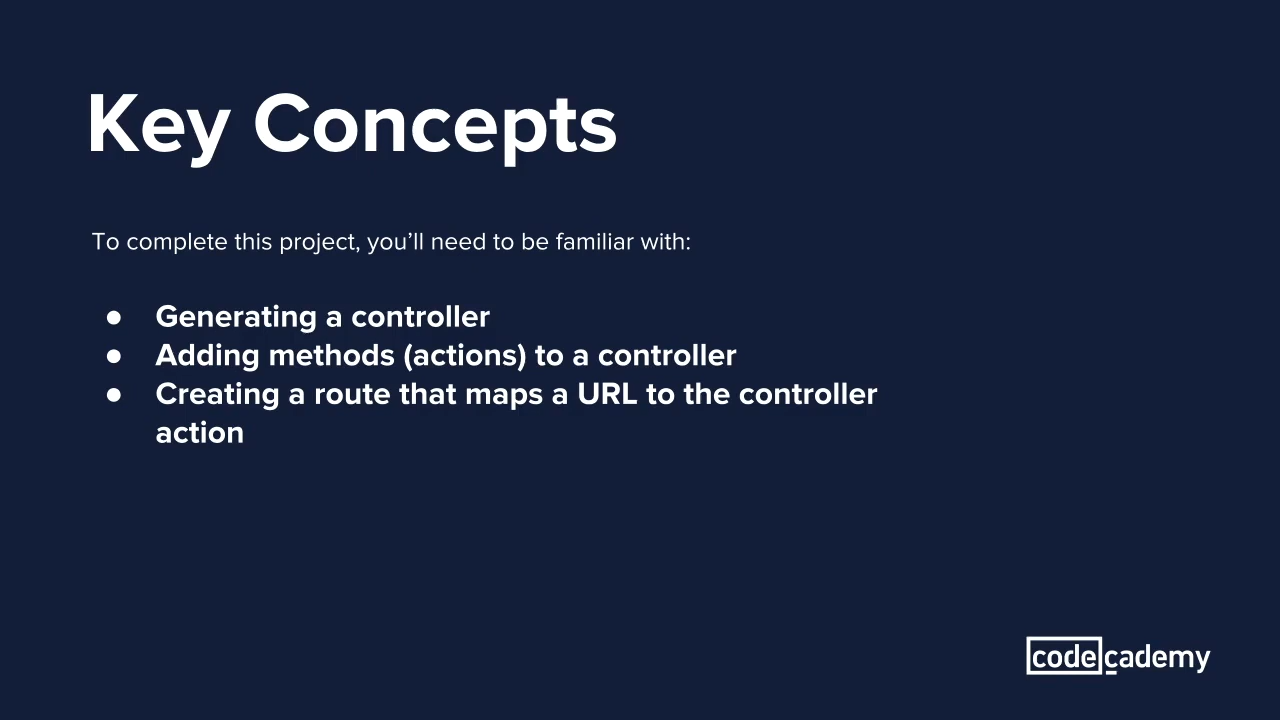 Key Concepts
To complete this project, you’ll need to be familiar with:
● Generating a controller
● Adding methods (actions) to a controller
● Creating a route that maps a URL to the controller
action
codecademy